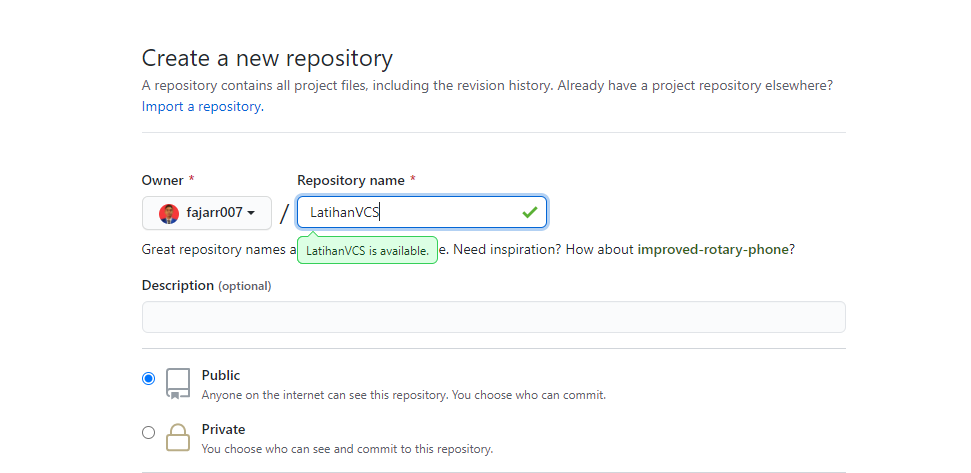 Create a new repository
A repository contains all project files, including the revision history. Already have a project repository elsewhere?
Import a repository.
Owner * Repository name *
fajarr007 / LatihanVCS
Great repository names a e. Need inspiration? How about improved-rotary-phone?
LatihanVCS is available.
Description (optional)
Public
Anyone on the internet can see this repository. You choose who can commit.
Private
You choose who can see and commit to this repository.